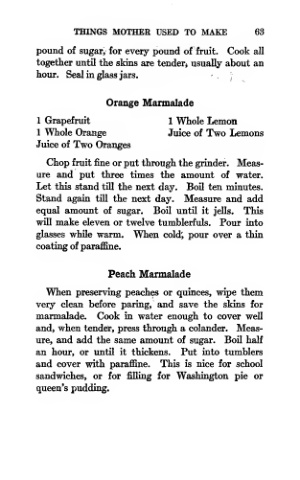 THINGS MOTHER USED TO MAKE 63
pound of sugar, for every pound of fruit. Cook all
together until the skins are tender, usually about an
hour. Seal in glass jars.
Orange Marmalade
1 Grapefruit 1 Whole Lemon
1 Whole Orange Juice of Two Lemons
Juice of Two Oranges
Chop fruit fine or put through the grinder. Meas-
ure and put three times the amount of water.
Let this stand till the next day. Boil ten minutes.
Stand again till the next day. Measure and add
equal amount of sugar. Boil until it jells. This
will make eleven or twelve tumblerfuls. Pour into
glasses while warm. When cold, pour over a thin
coating of paraffine.
Peach Marmalade
When preserving peaches or quinces, wipe them
very clean before paring, and save the skins for
marmalade. Cook in water enough to cover well
and, when tender, press through a colander. Meas-
ure, and add the same amount of sugar. Boil half
an hour, or until it thickens. Put into tumblers
and cover with paraffine. This is nice for school
sandwiches, or for filling for Washington pie or
queen's pudding.